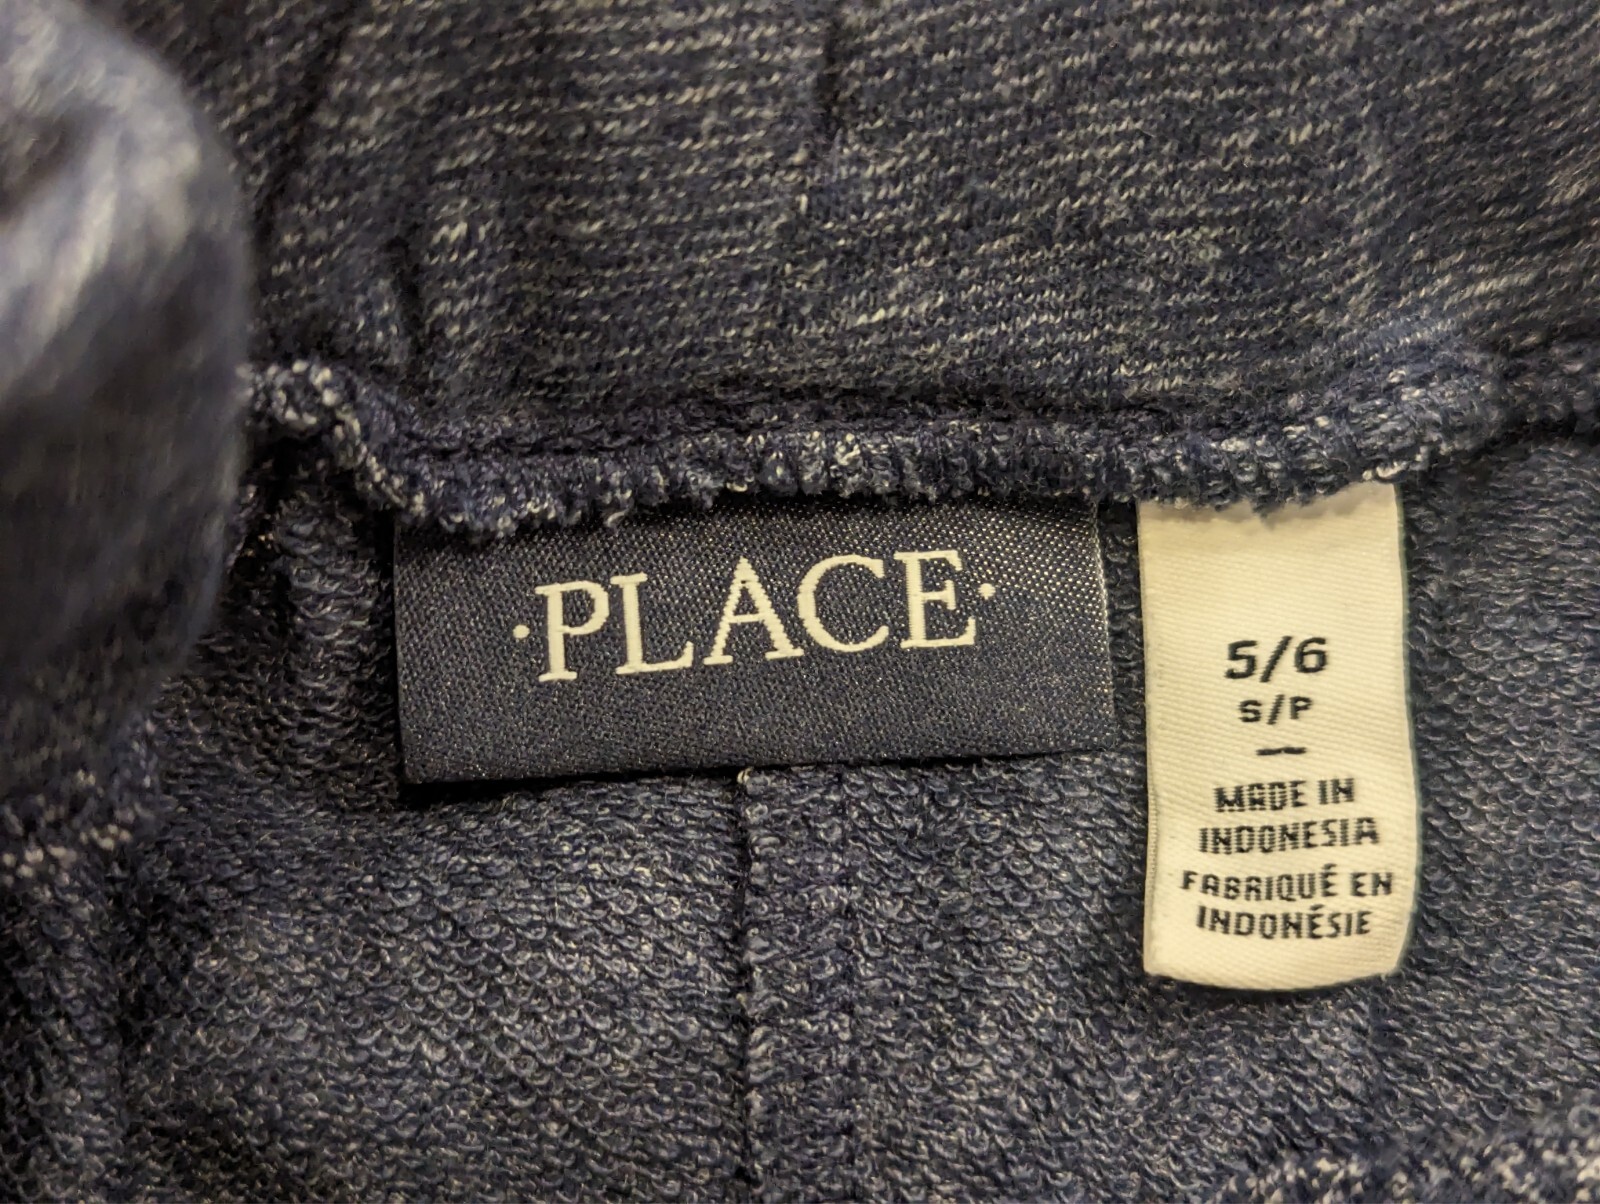 ·PLACE·
5/6
S/P
—
MADE IN
INDONESIA
FABRIQUÉ EN
INDONÉSIE